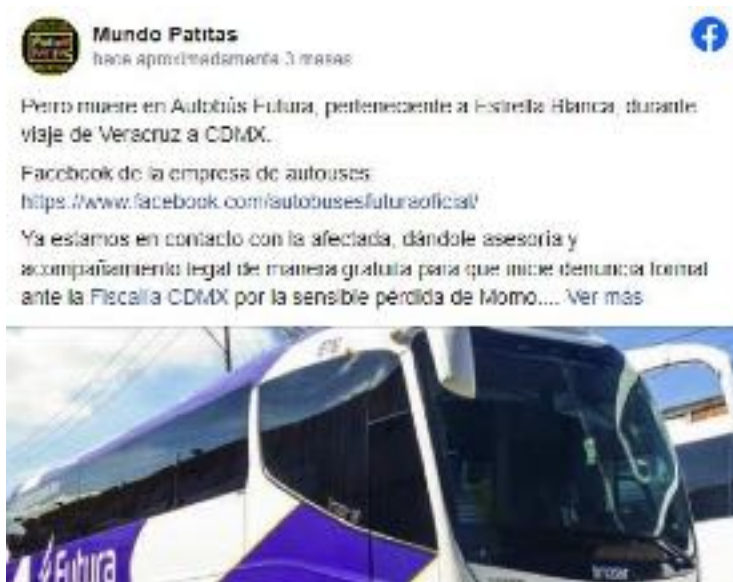 Mundo Patitas
hace aproximadamente 3 meses
Perro muere en Autobús Futura, perteneciente a Estrella Blanca, durante
viaje de Veracruz a CDMX.
Facebook de la empresa de autouses
https://www.facebook.com/autobusesfuturaoficial/
Ya estamos en contacto con la afectada, dándole asesoría y
acompañamiento legal de manera gratuita para que inicie denuncia formal
ante la Fiscalía CDMX por la sensible pérdida de Momo.... Ver más
Futura